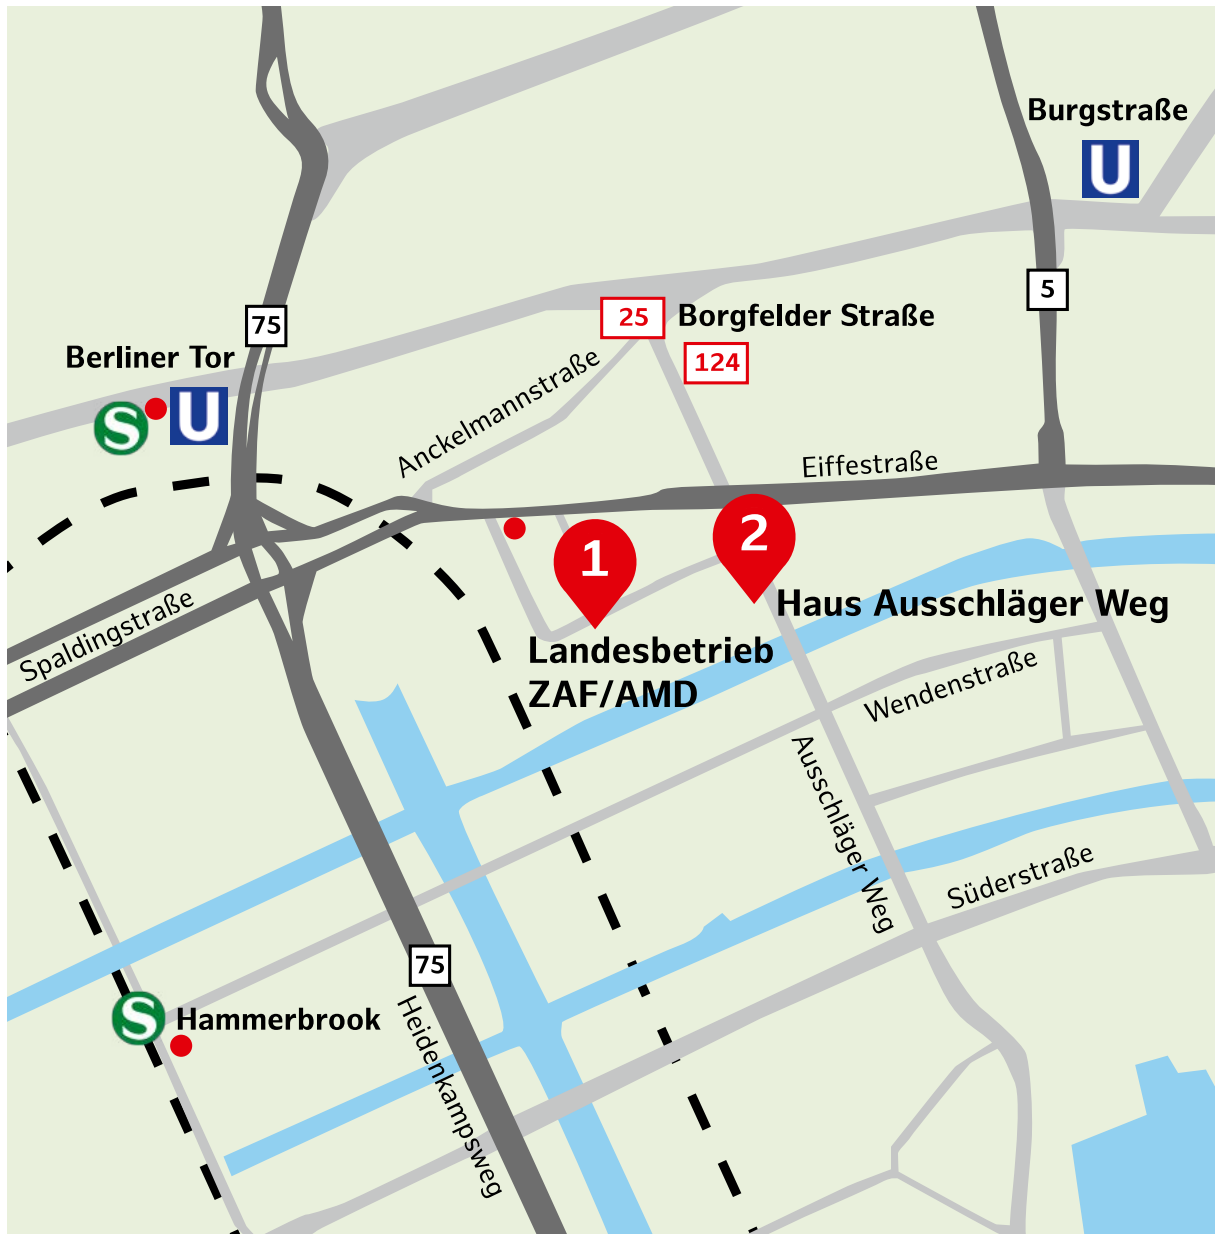 Burgstraße
U
5
25
Borgfelder Straße
75
124
Berliner Tor
S
U
Anckelmannstraße
Eiffestraße
2
1
Haus Ausschläger Weg
Spaldingstraße
Landesbetrieb
ZAF/AMD
Wendenstraße
Ausschläger Weg
Süderstraße
75
S
Hammerbrook
Heidenkampsweg